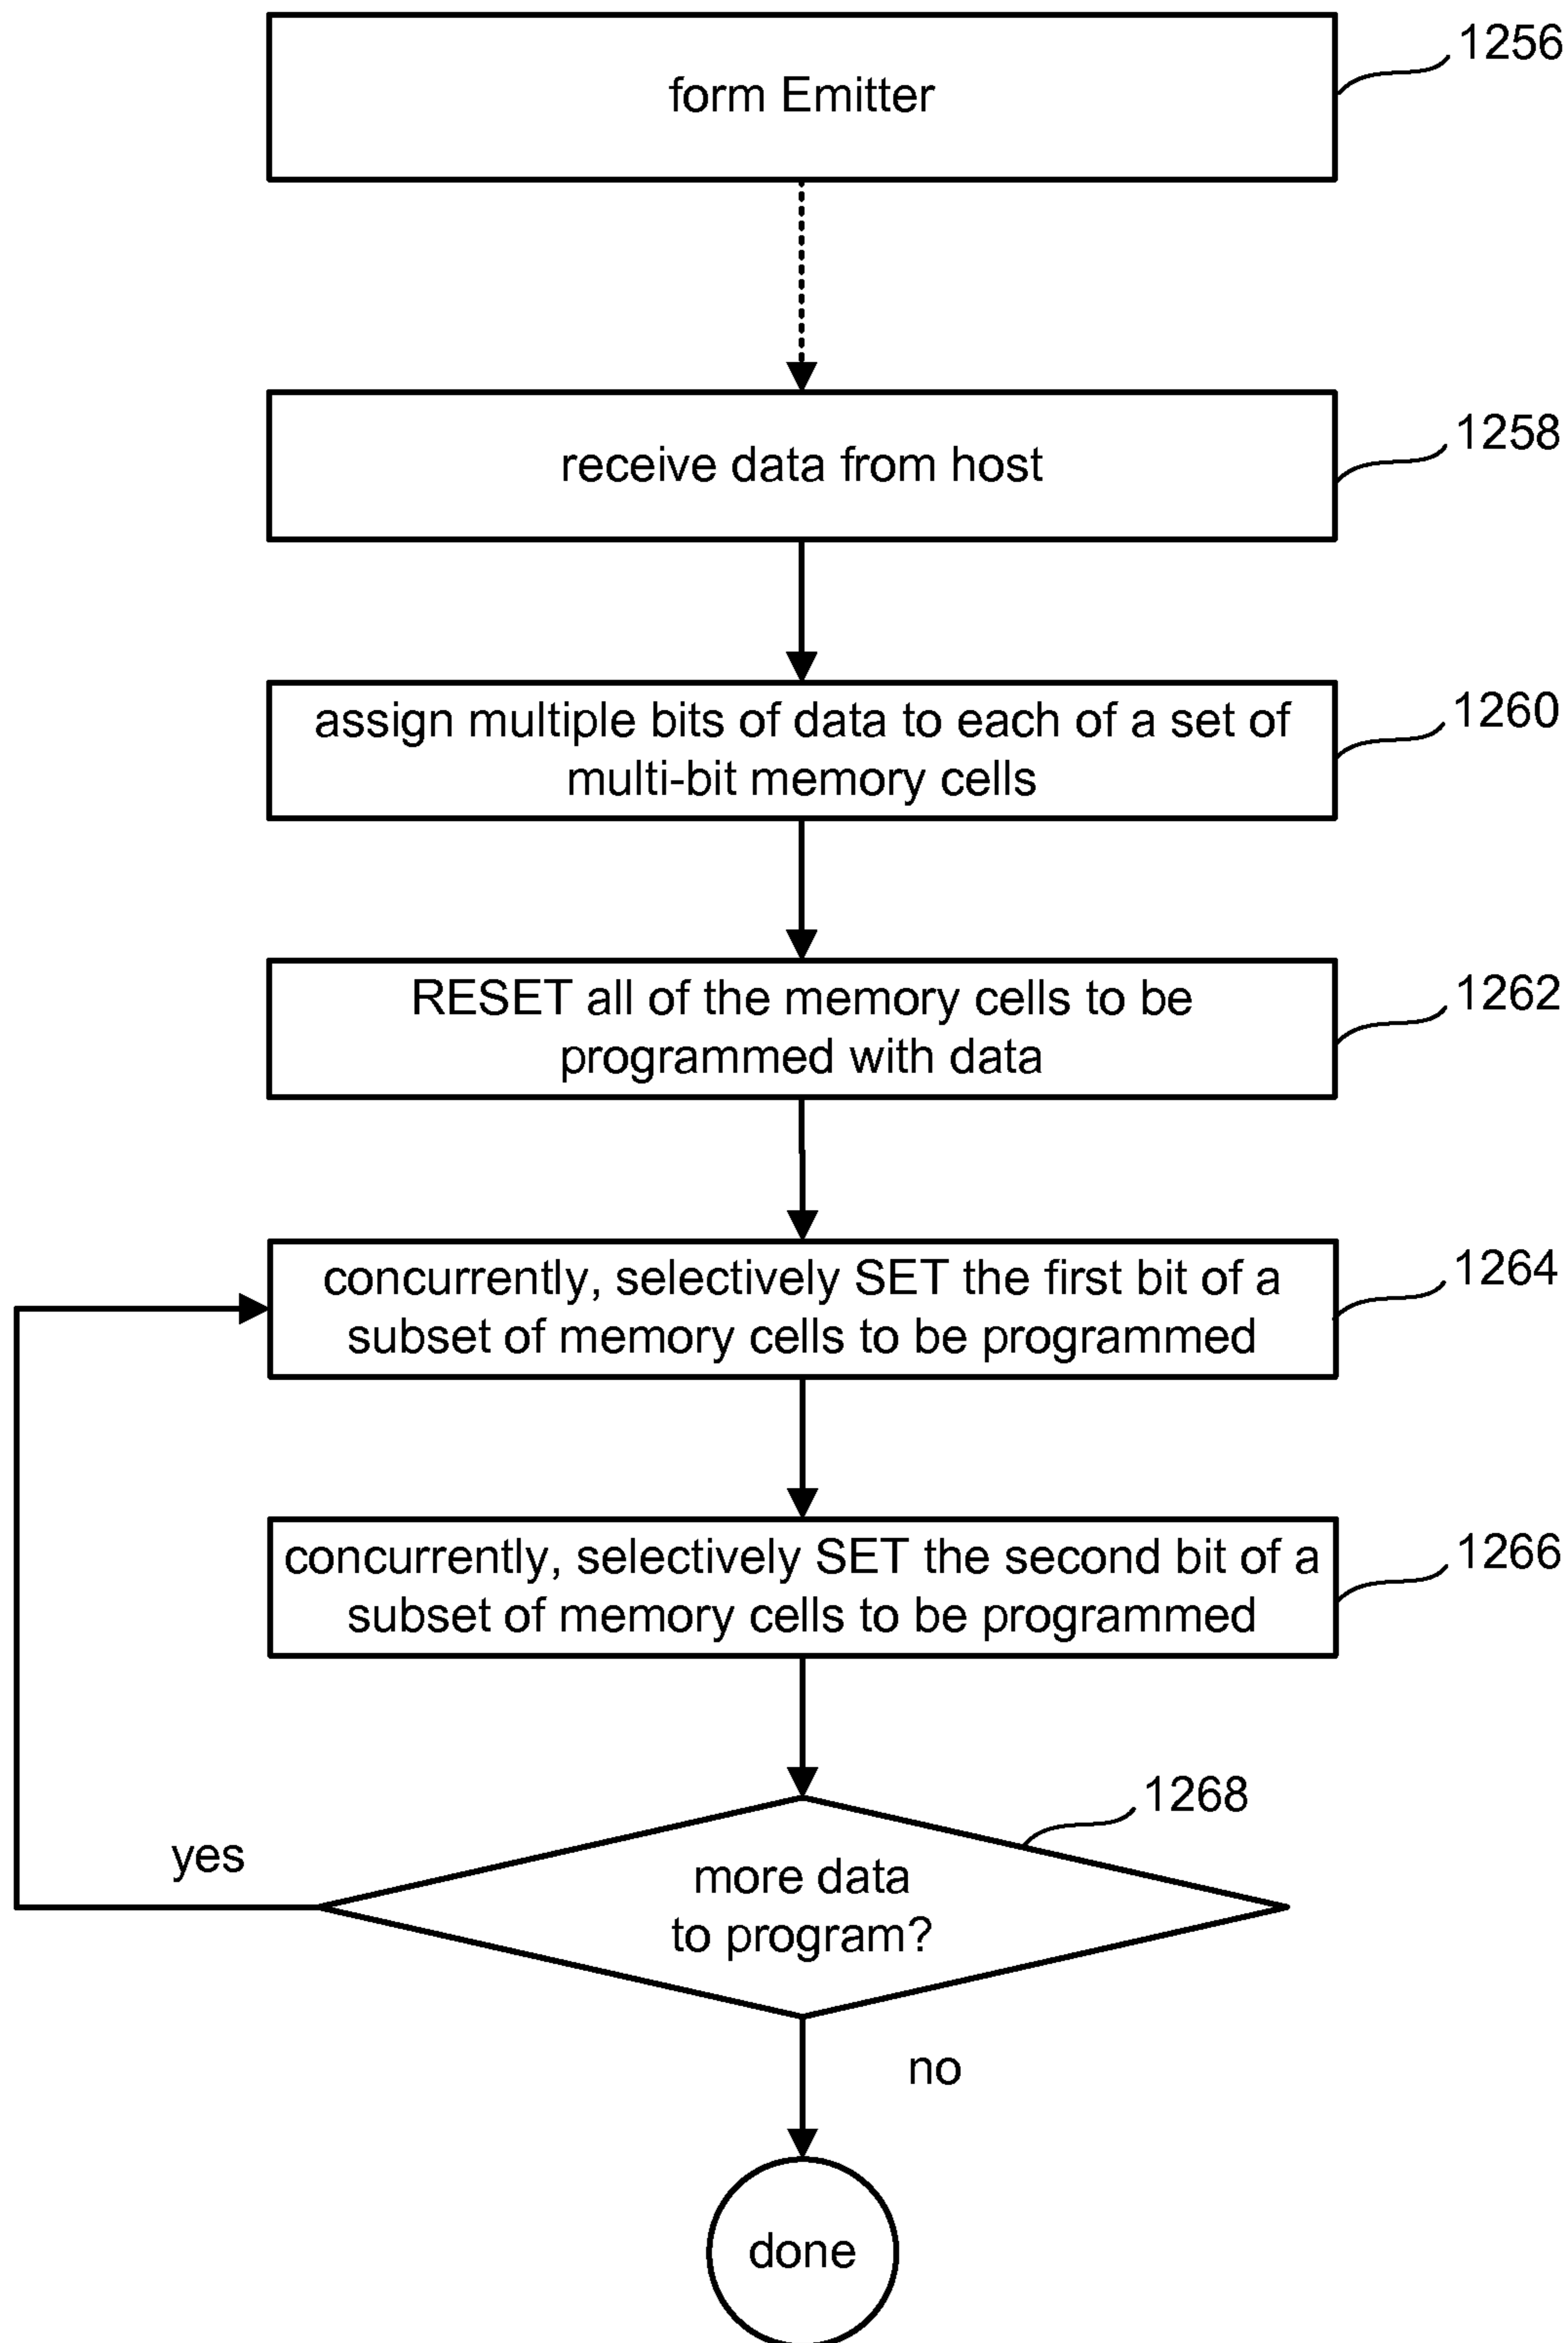 form Emitter
1256
receive data from host
1258
assign multiple bits of data to each of a set of
multi-bit memory cells
1260
RESET all of the memory cells to be
programmed with data
1262
concurrently, selectively SET the first bit of a
subset of memory cells to be programmed
1264
concurrently, selectively SET the second bit of a
subset of memory cells to be programmed
1266
1268
yes
more data
to program?
no
done